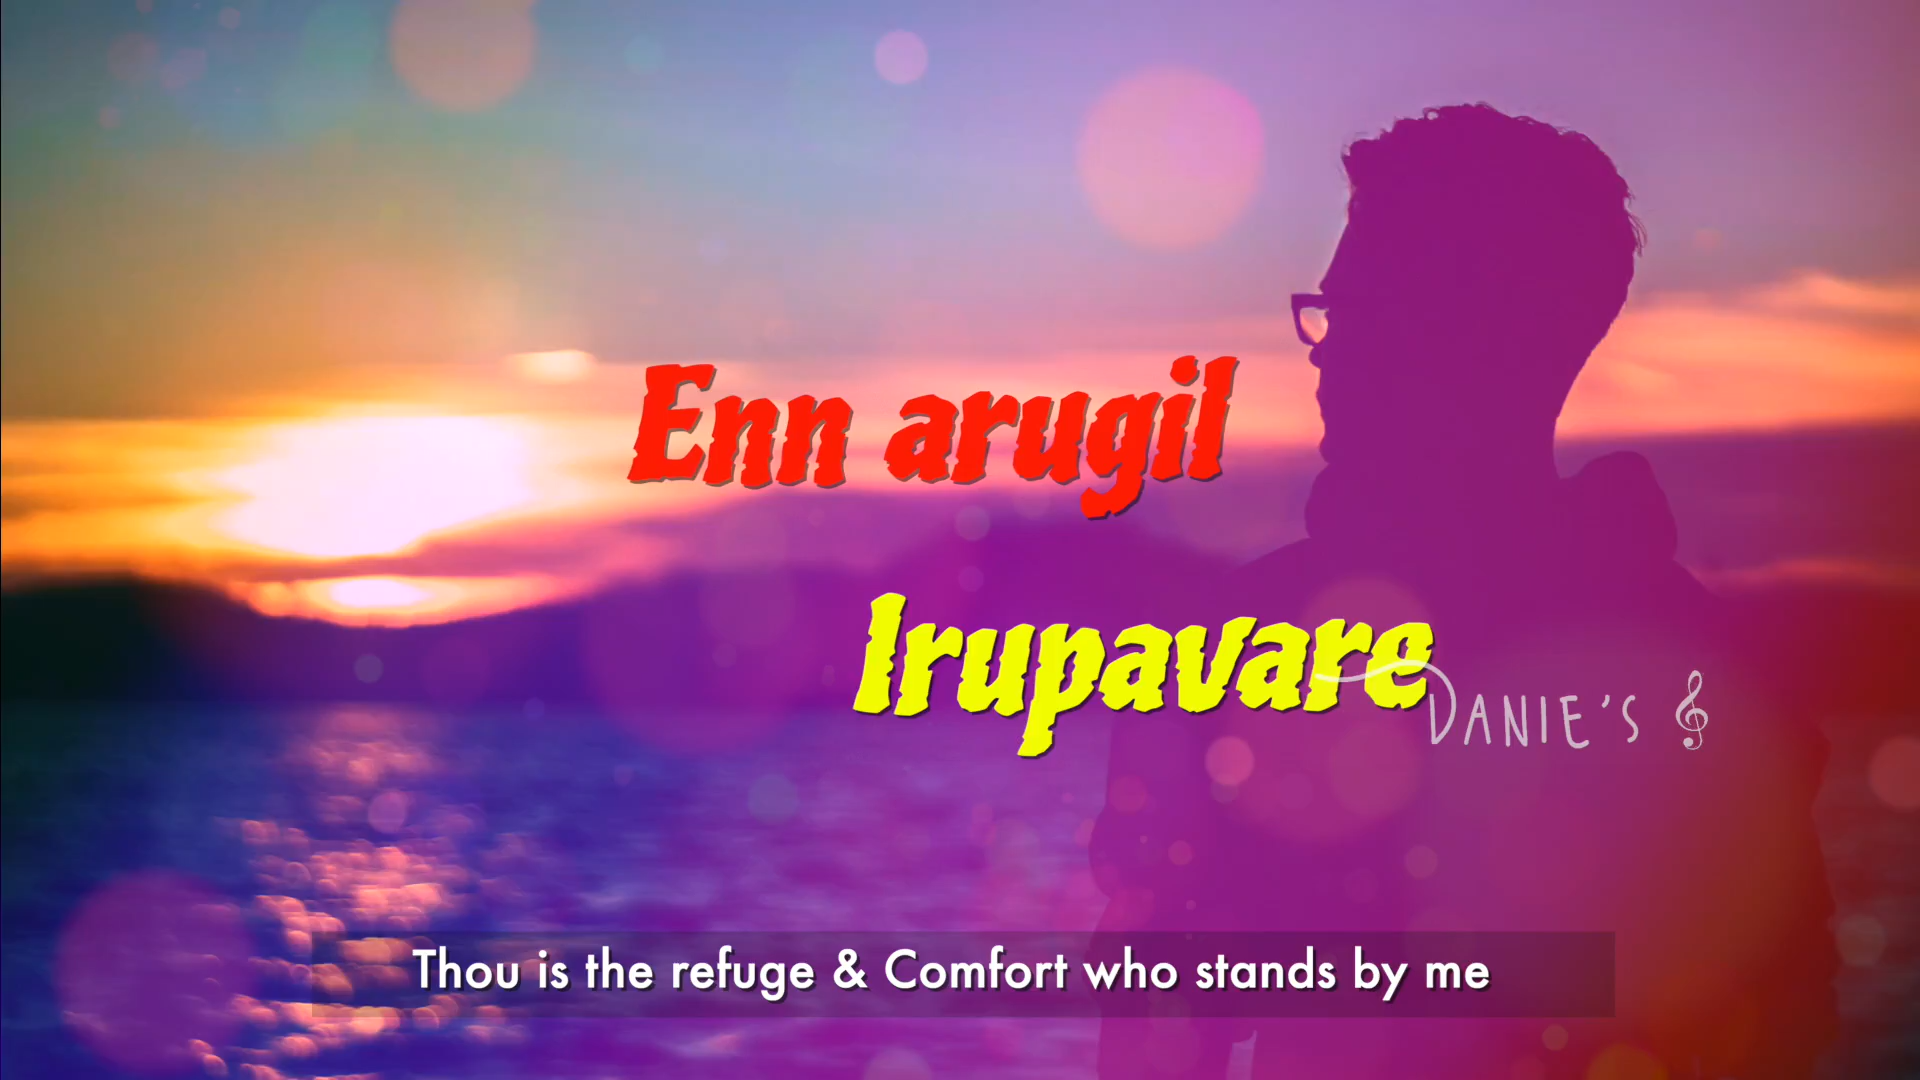 Enn arugil
Irupavare
DANIE'S
Thou is the refuge & Comfort who stands by me